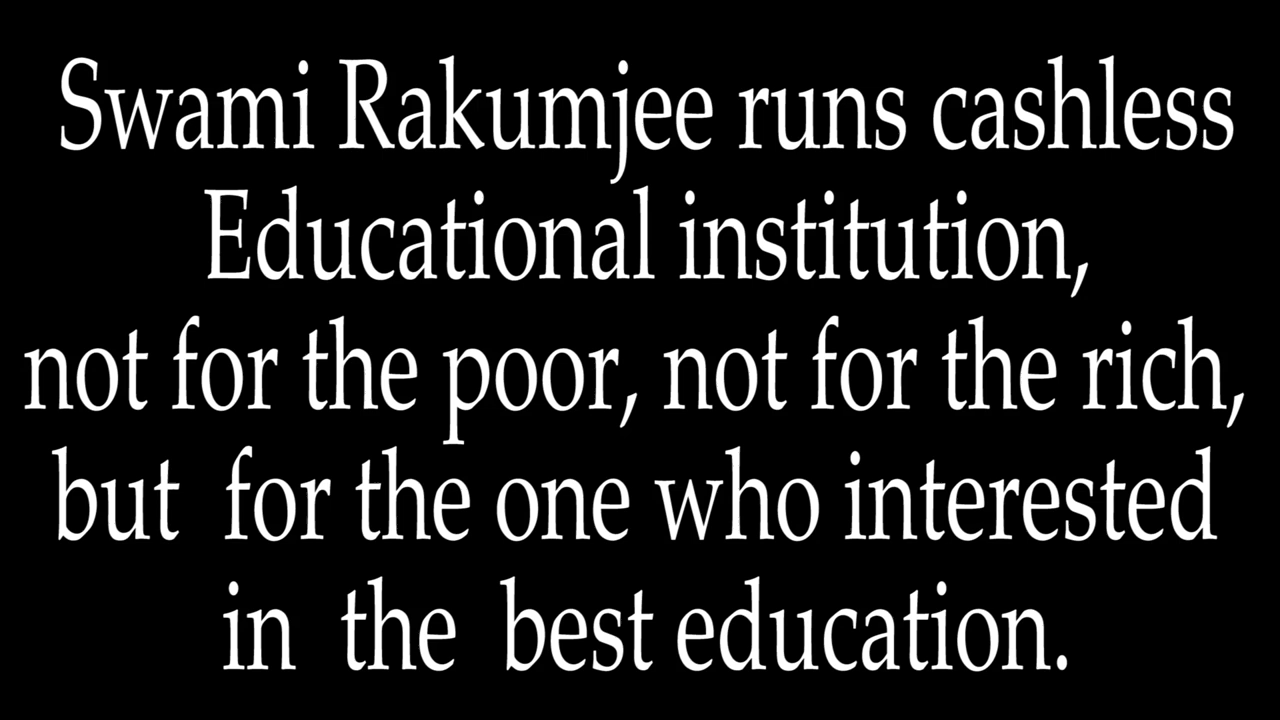 Swami Rakumjee runs cashless
Educational institution,
not for the poor, not for the rich,
but for the one who interested
in the best education.